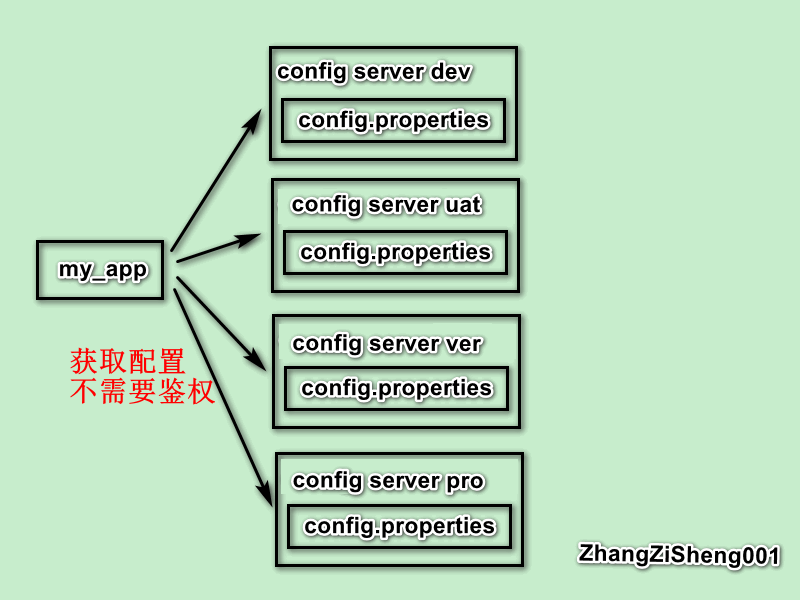 config server dev
config.properties
config server uat
config.properties
my_app
config server ver
获取配置
不需要鉴权
config.properties
config server pro
config.properties
ZhangZiSheng001